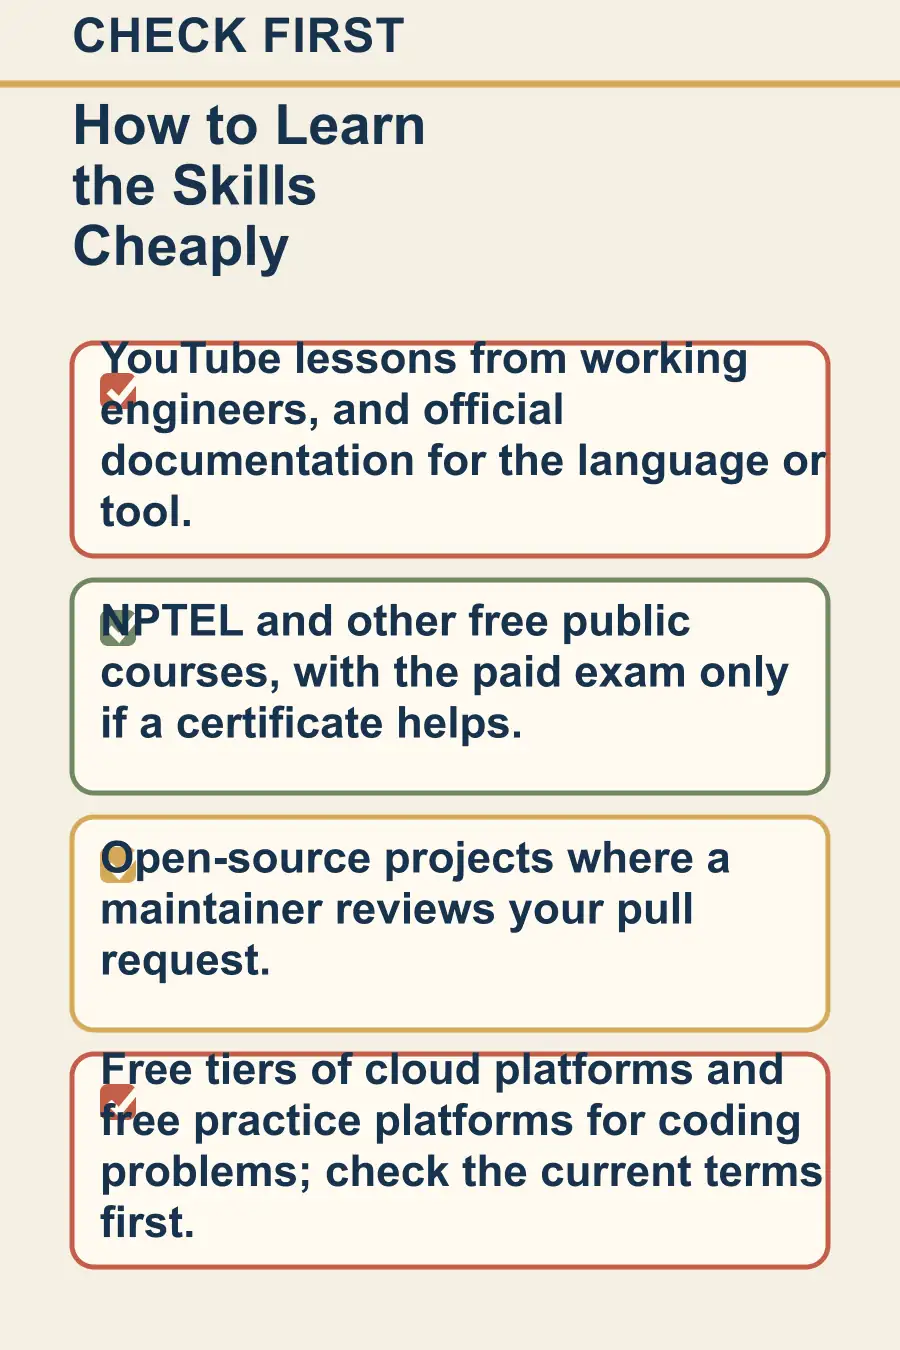 CHECK FIRST
How to Learn
the Skills
Cheaply
YouTube lessons from working
engineers, and official
documentation for the language or
tool.
NPTEL and other free public
courses, with the paid exam only
if a certificate helps.
Open-source projects where a
maintainer reviews your pull
request.
Free tiers of cloud platforms and
free practice platforms for coding
problems; check the current terms
first.